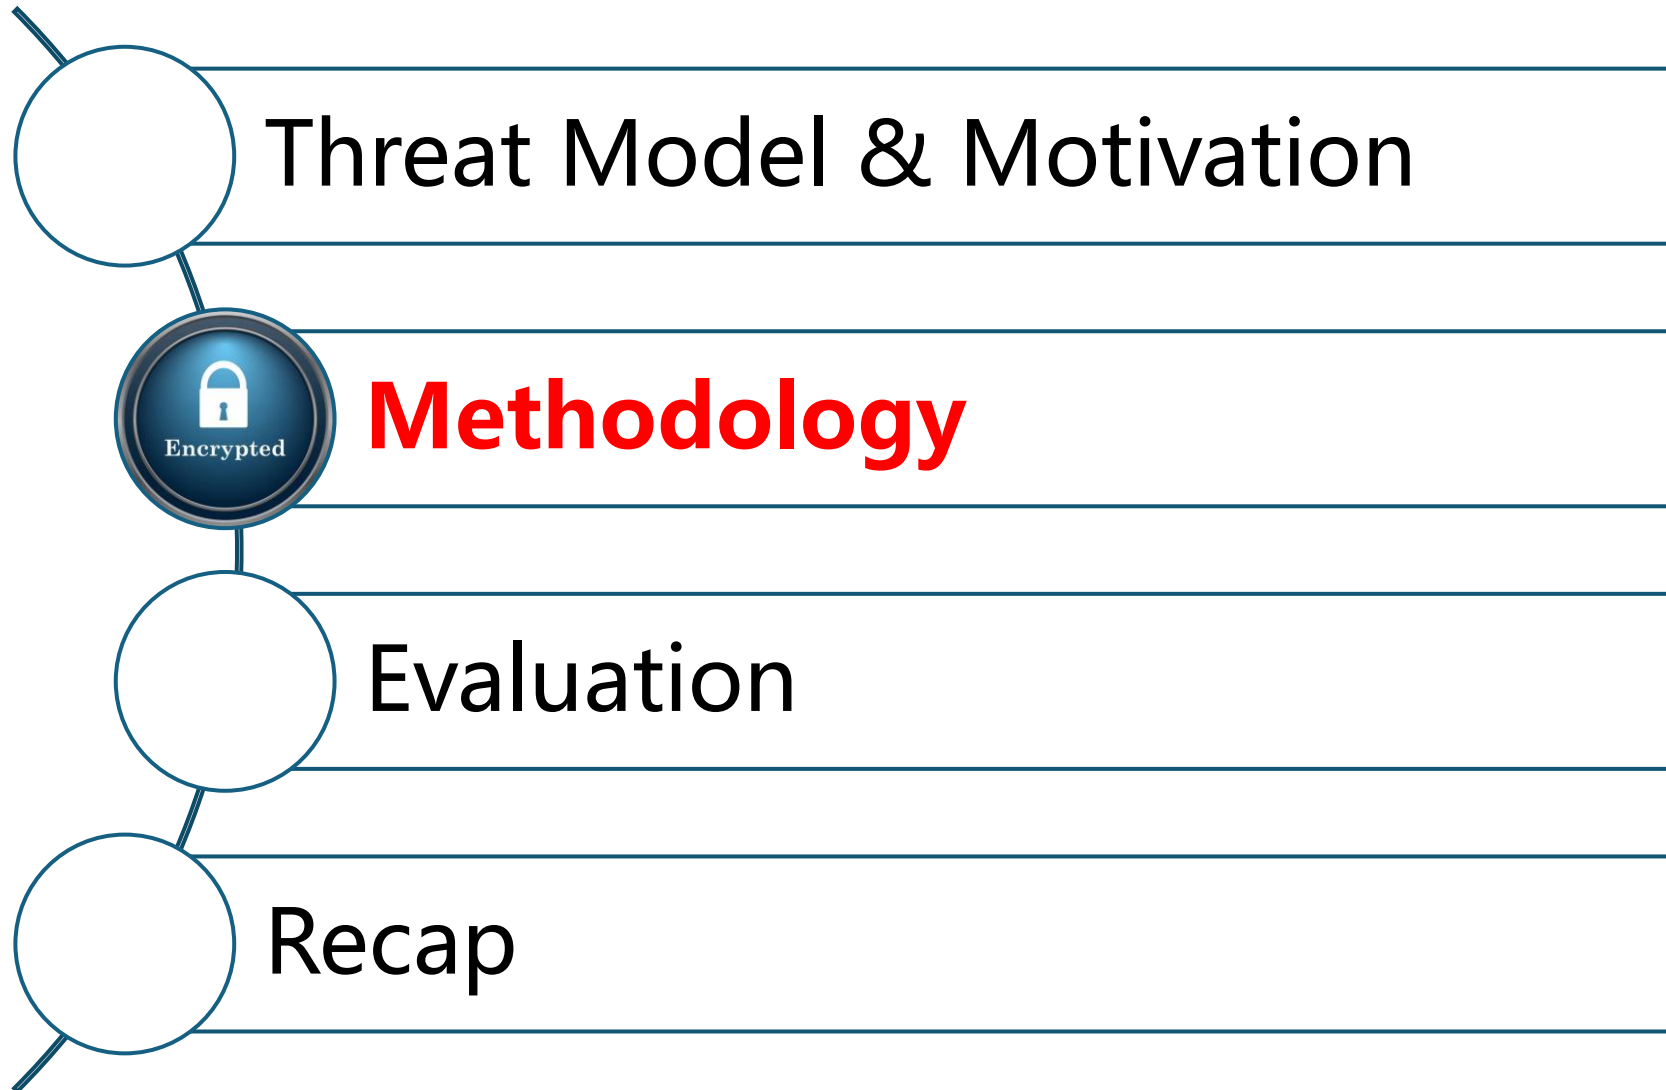 Threat Model & Motivation
Encrypted
Methodology
Evaluation
Recap